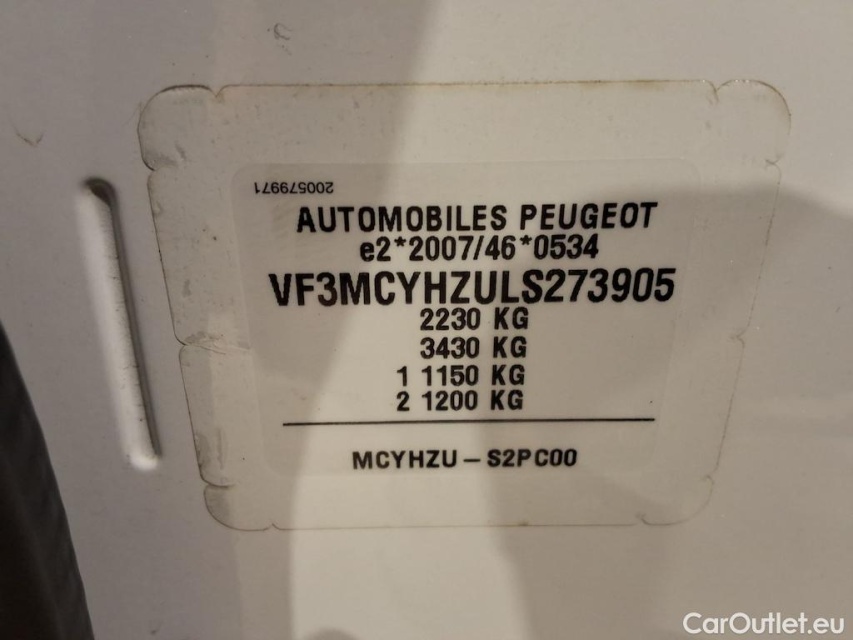 200579971
AUTOMOBILES PEUGEOT
e2*2007/46*0534
VF3MCYHZULS273905
2230 KG
3430 KG
1 1150 KG
2 1200 KG
MCYHZU – S2PC00
CarOutlet.eu